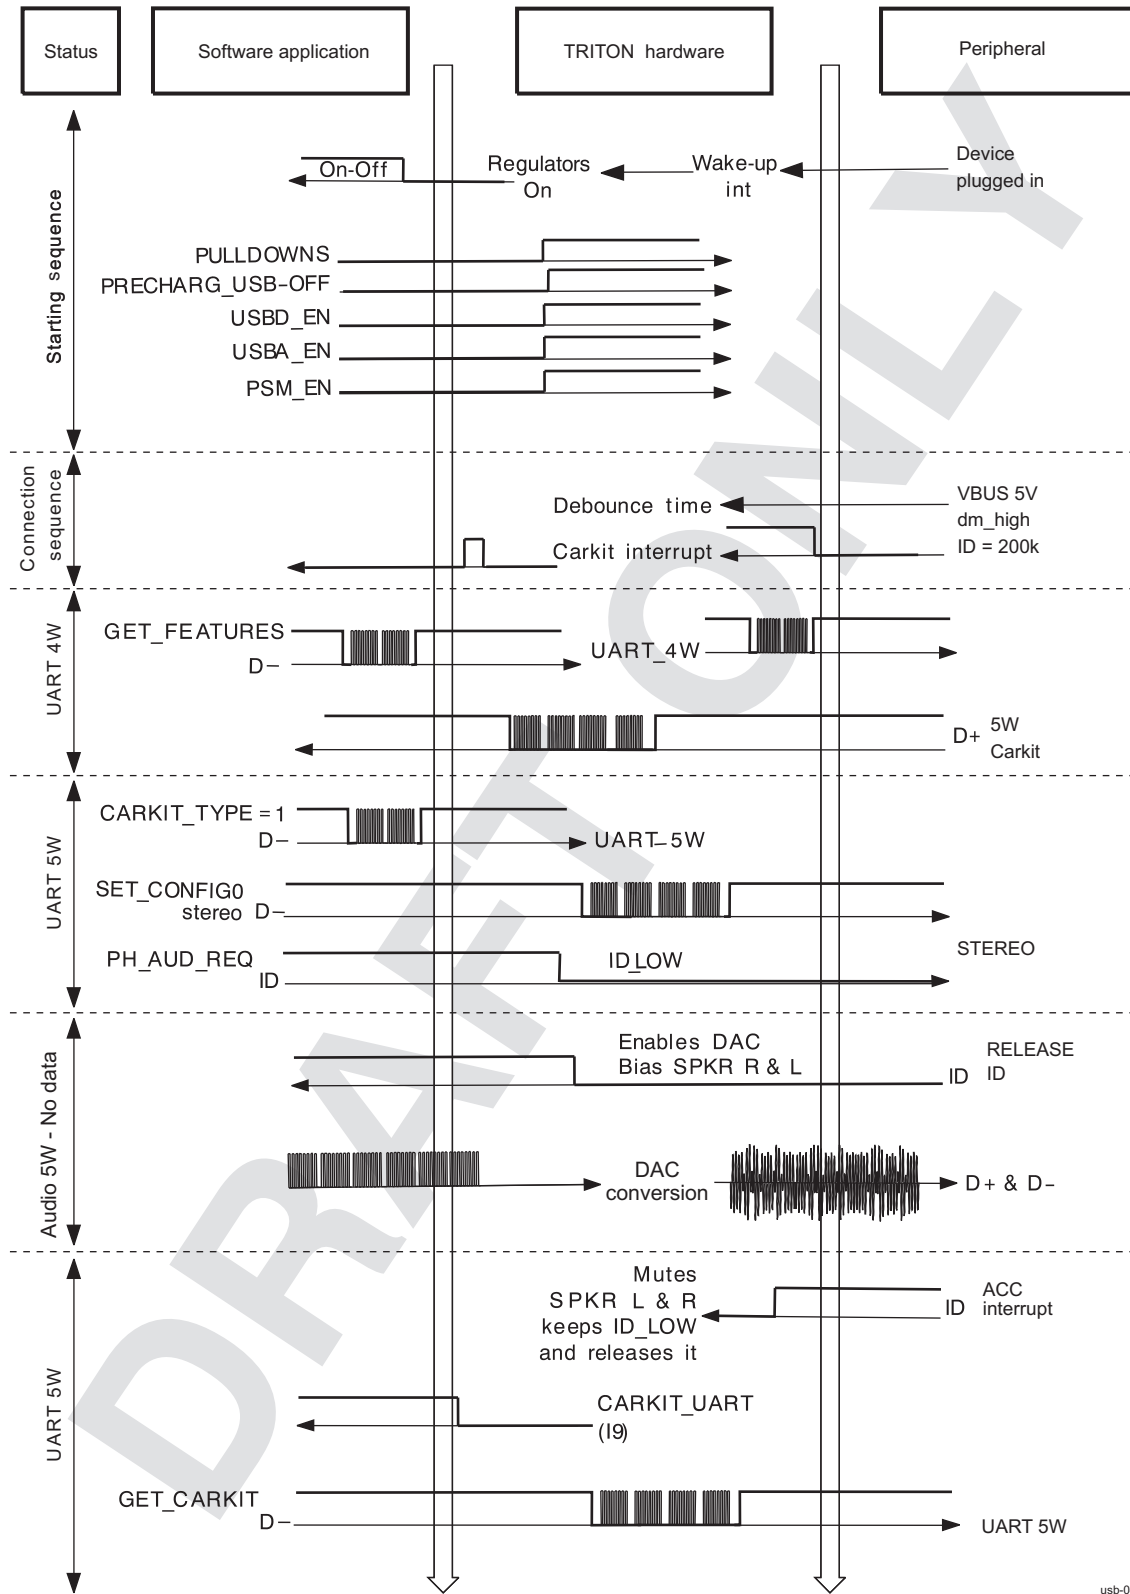 Status
Software application
TRITON hardware
Peripheral
Starting sequence
On-Off
Regulators
On
Wake-up
int
Device
plugged in
PULLDOWNS
PRECHARG_USB-OFF
USBD_EN
USBA_EN
PSM_EN
Connection
sequence
Debounce time
VBUS 5V
dm_high
ID = 200k
Carkit interrupt
UART 4W
GET_FEATURES
D-
UART_4W
D+
5W
Carkit
UART 5W
CARKIT_TYPE = 1
D-
UART_5W
SET_CONFIG0
stereo
D-
PH_AUD_REQ
ID
ID_LOW
STEREO
Audio 5W - No data
Enables DAC
Bias SPKR R & L
ID
RELEASE
ID
DAC
conversion
D+ & D-
UART 5W
Mutes
SPKR L & R
keeps ID_LOW
and releases it
ID
ACC
interrupt
CARKIT_UART
(I9)
GET_CARKIT
D-
UART 5W
DRAFT ONLY
usb-0